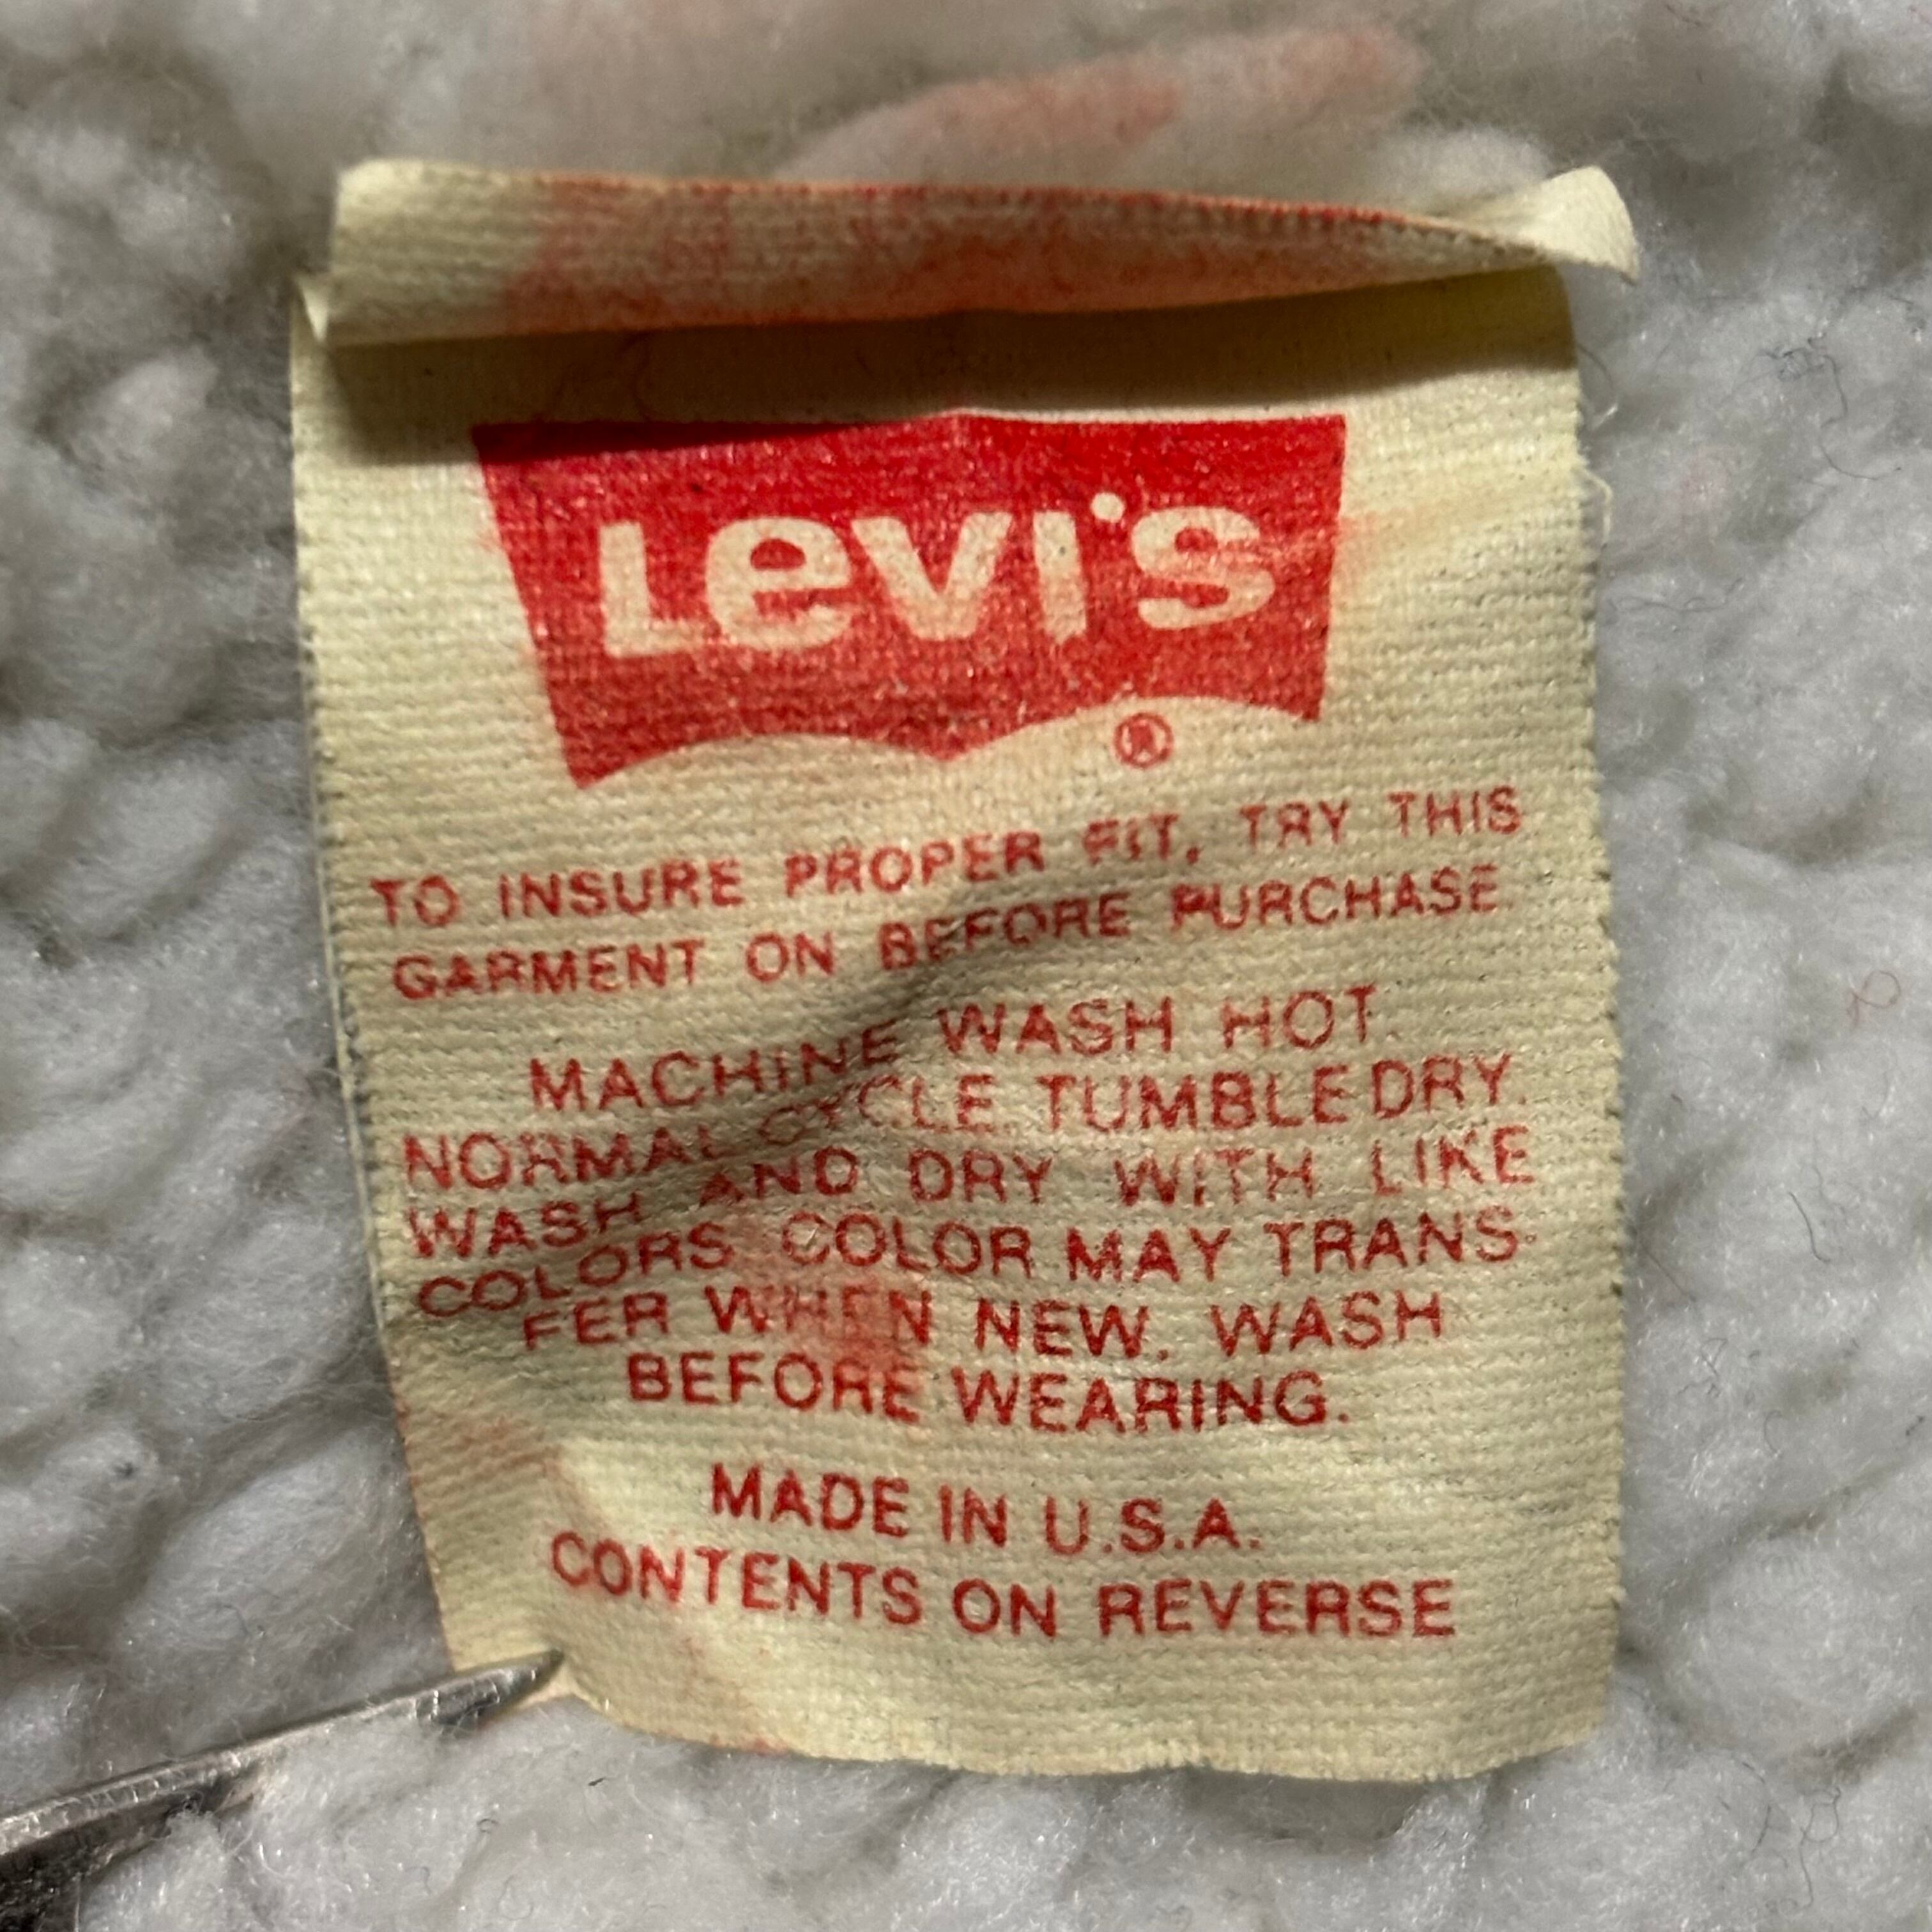 Levi's
®
TO INSURE PROPER FIT, TRY THIS
GARMENT ON BEFORE PURCHASE
MACHINE WASH HOT.
NORMAL CYCLE. TUMBLE DRY.
WASH AND DRY WITH LIKE
COLORS. COLOR MAY TRANS-
FER WHEN NEW. WASH
BEFORE WEARING.
MADE IN U.S.A.
CONTENTS ON REVERSE